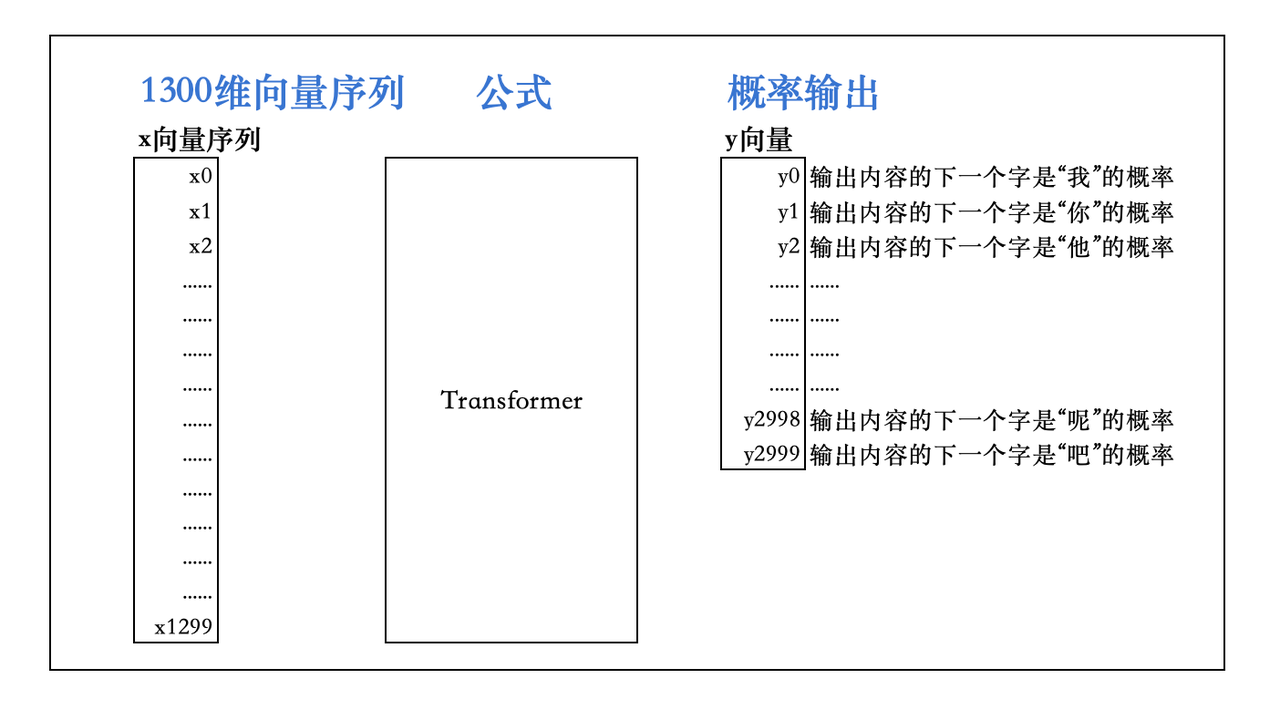 1300维向量序列 公式 概率输出
x向量序列 y向量
x0 y0 输出内容的下一个字是“我”的概率
x1 y1 输出内容的下一个字是“你”的概率
x2 y2 输出内容的下一个字是“他”的概率
...... ...... ......
...... ...... ......
...... ...... ......
...... ...... ......
Transformer
...... y2998 输出内容的下一个字是“呢”的概率
...... y2999 输出内容的下一个字是“吧”的概率
......
......
......
......
x1299